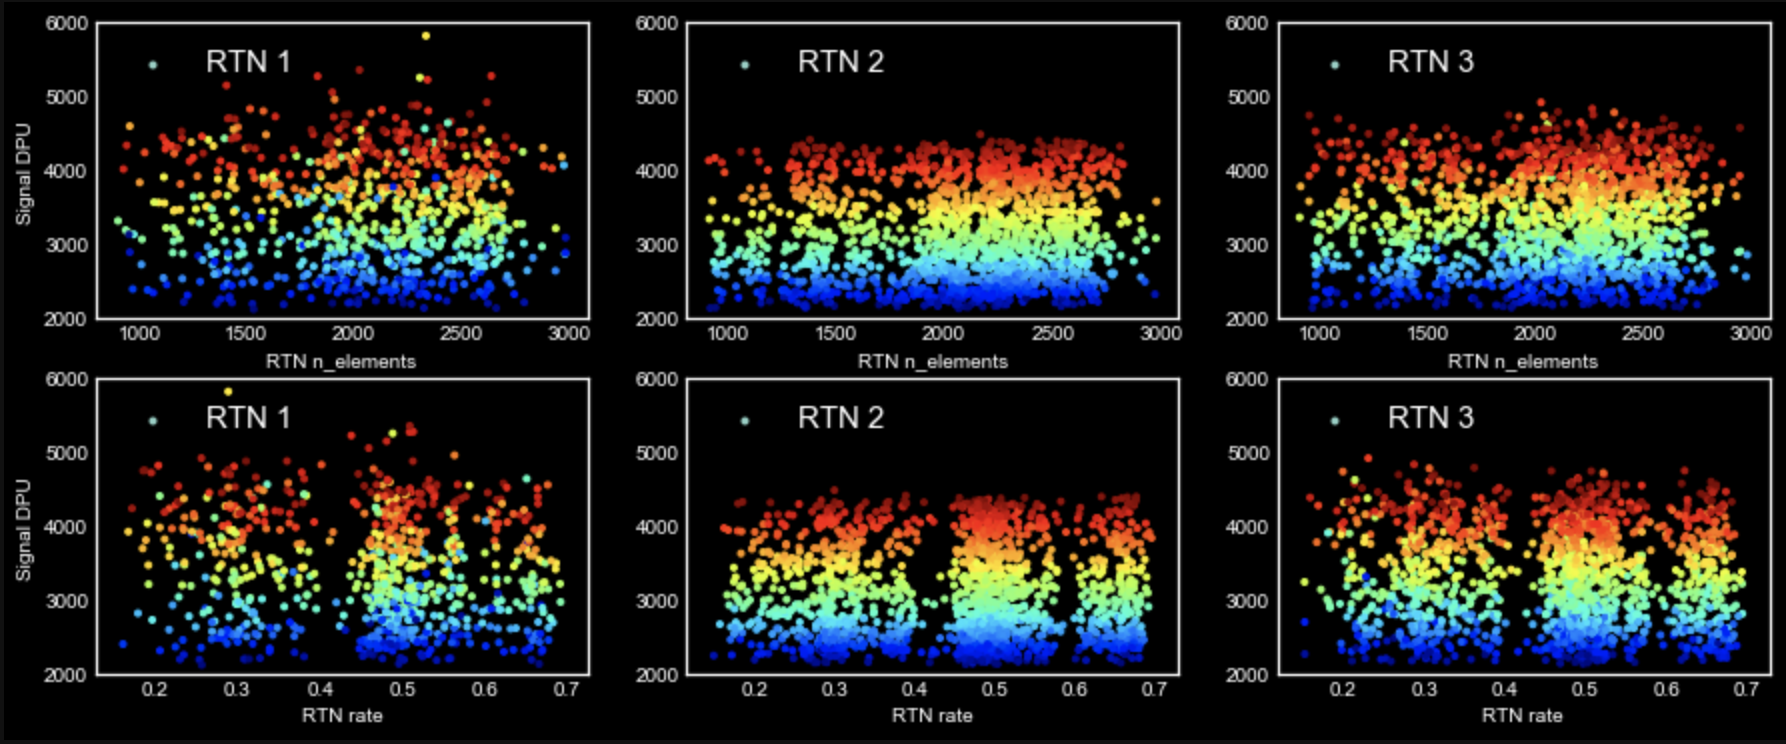 6000 6000 6000
RTN 1 RTN 2 RTN 3
5000 5000 5000
Signal DPU
4000 4000 4000
3000 3000 3000
2000 2000 2000
1000 1500 2000 2500 3000 1000 1500 2000 2500 3000 1000 1500 2000 2500 3000
RTN n_elements RTN n_elements RTN n_elements
6000 6000 6000
RTN 1 RTN 2 RTN 3
5000 5000 5000
Signal DPU
4000 4000 4000
3000 3000 3000
2000 2000 2000
0.2 0.3 0.4 0.5 0.6 0.7 0.2 0.3 0.4 0.5 0.6 0.7 0.2 0.3 0.4 0.5 0.6 0.7
RTN rate RTN rate RTN rate